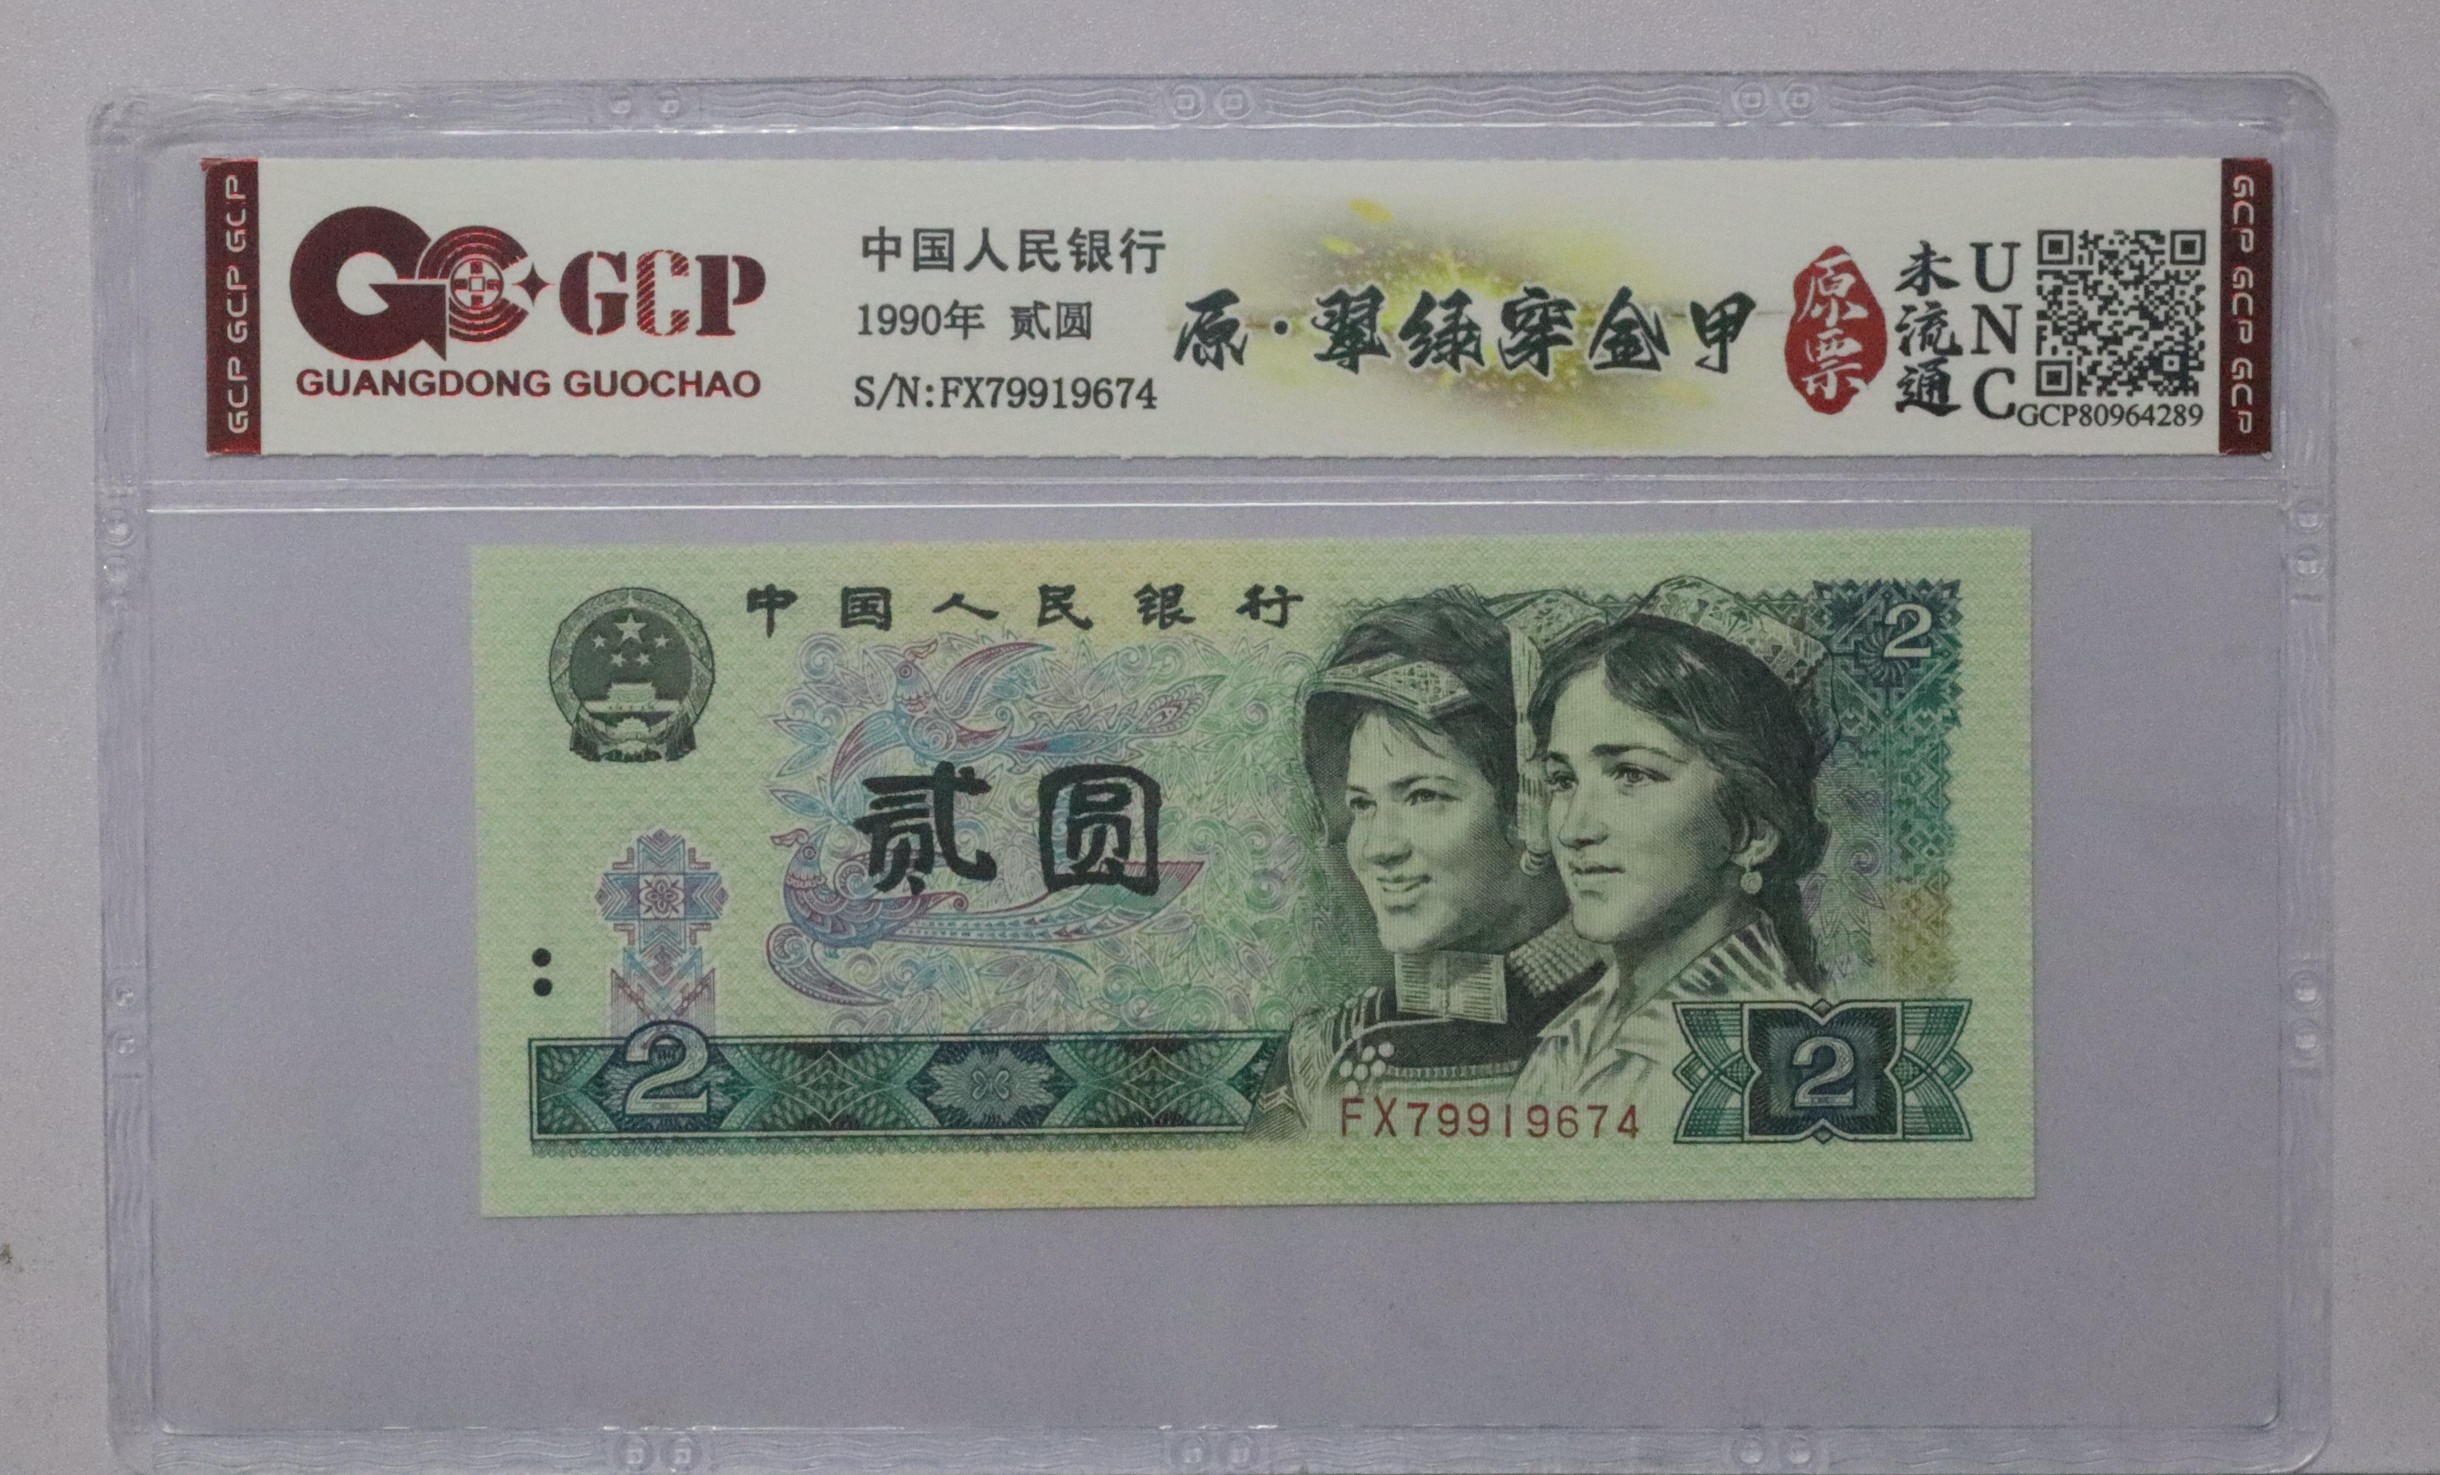 GCP GCP GCP
GCP
GUANGDONG GUOCHAO
中国人民银行
1990年 贰圆
S/N:FX79919674
原·翠绿穿金甲
原票
未流通
UNC
GCP80964289
GCP GCP GCP
中国人民银行
2
贰圆
2
2
FX79919674